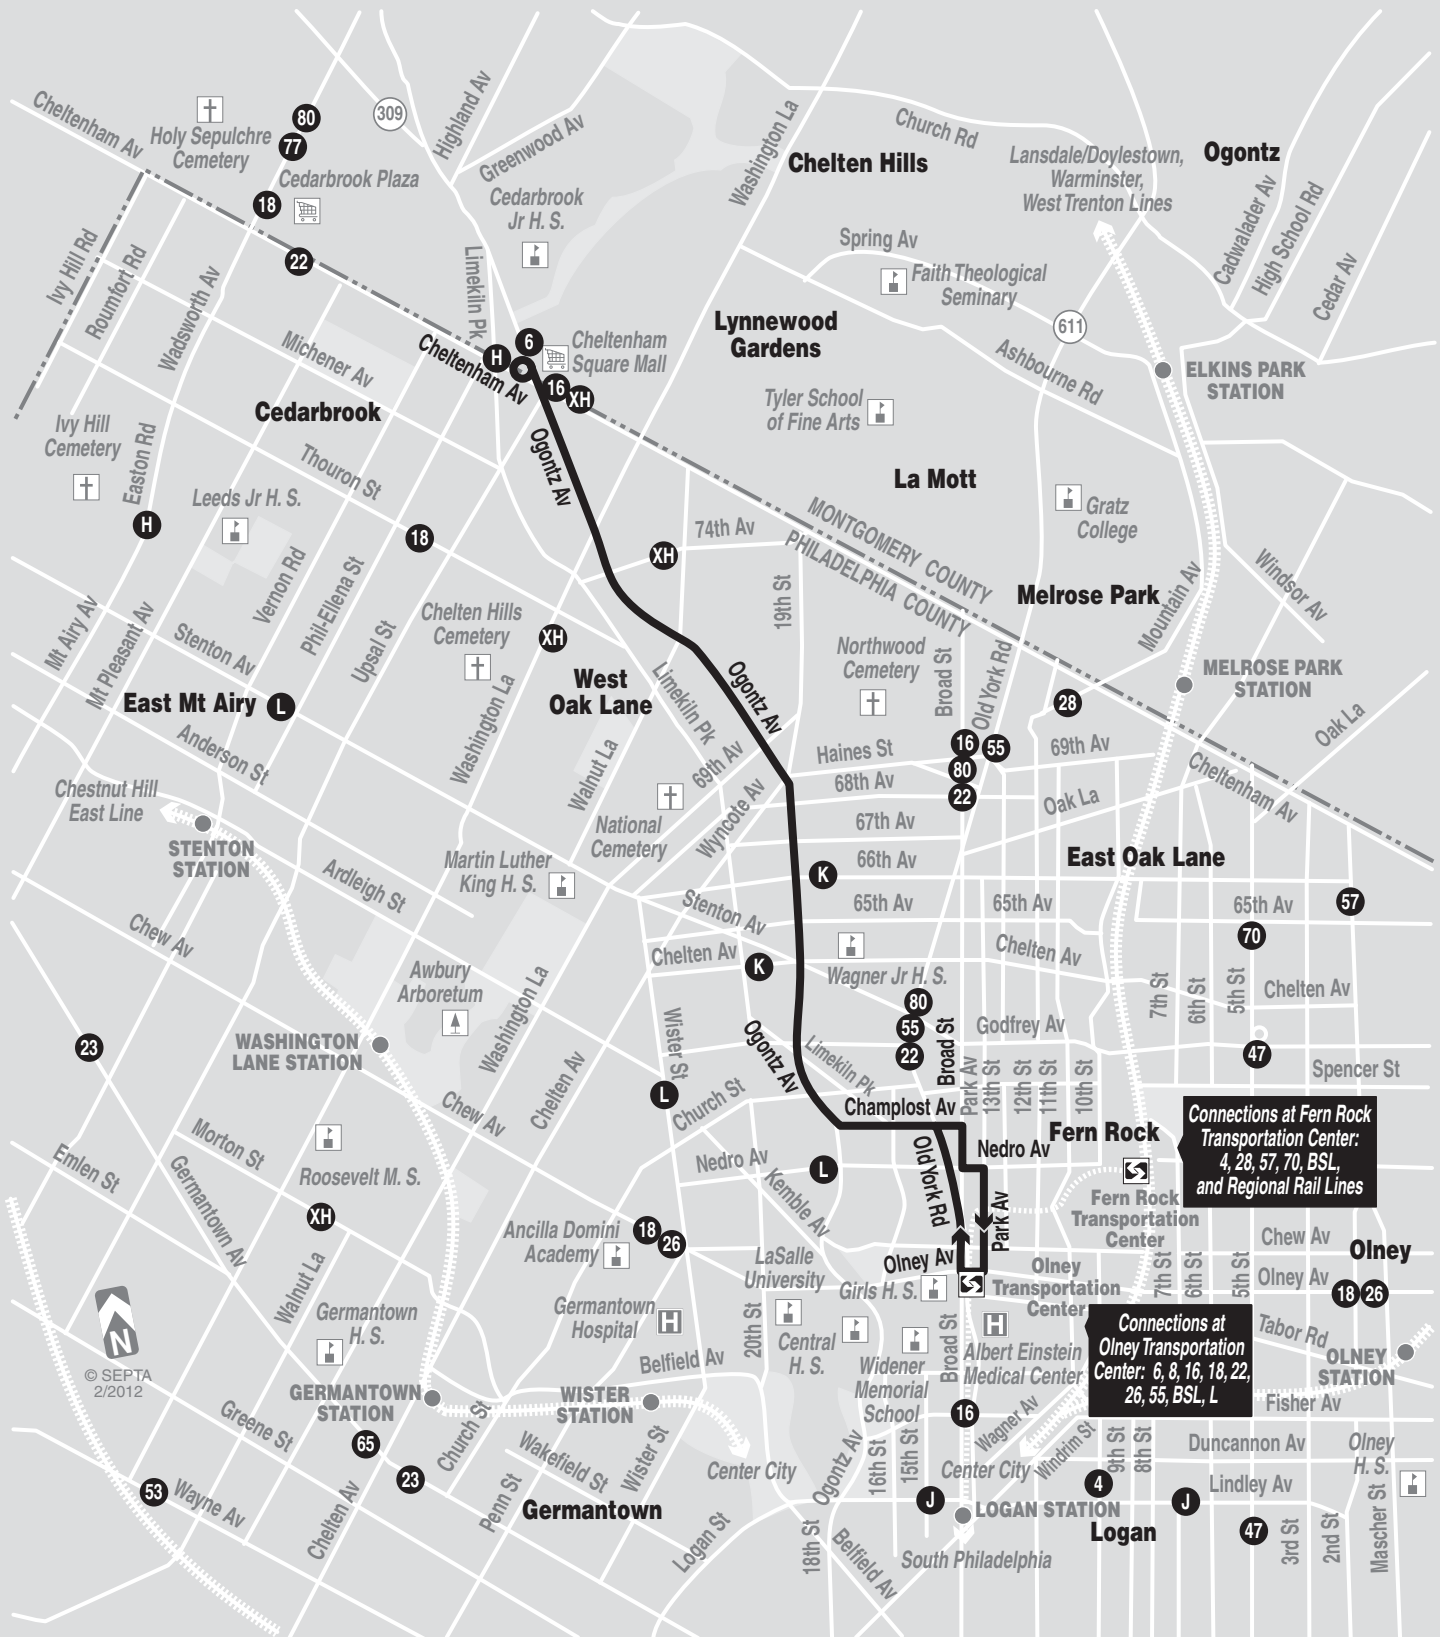 Cheltenham Av
Holy Sepulchre
Cemetery
80
77
309
Highland Av
Greenwood Av
Washington La
Church Rd
Chelten Hills
Lansdale/Doylestown,
Warminster,
West Trenton Lines
Ogontz
Cedarbrook Plaza
18
22
Cedarbrook
Jr H. S.
Ivy Hill Rd
Roumfort Rd
Wadsworth Av
Limekiln Pk
Spring Av
Faith Theological
Seminary
Cadwalader Av
High School Rd
Cedar Av
611
Michener Av
Cheltenham Av
H
6
16
XH
Cheltenham
Square Mall
Lynnewood
Gardens
Ashbourne Rd
ELKINS PARK
STATION
Cedarbrook
Tyler School
of Fine Arts
Ivy Hill
Cemetery
Easton Rd
Thouron St
Ogontz Av
La Mott
Leeds Jr H. S.
H
18
XH
74th Av
MONTGOMERY COUNTY
PHILADELPHIA COUNTY
Gratz
College
Mt Airy Av
Mt Pleasant Av
Stenton Av
Vernon Rd
Phil-Ellena St
Upsal St
Chelten Hills
Cemetery
XH
19th St
Melrose Park
Mountain Av
Windsor Av
Northwood
Cemetery
Broad St
Old York Rd
MELROSE PARK
STATION
East Mt Airy
L
West
Oak Lane
Limekiln Pk
Ogontz Av
28
Oak La
Anderson St
Washington La
Walnut La
69th Av
Haines St
16
55
69th Av
80
68th Av
22
Oak La
Cheltenham Av
Chestnut Hill
East Line
STENTON
STATION
National
Cemetery
Wyncote Av
67th Av
66th Av
East Oak Lane
Martin Luther
King H. S.
K
Ardleigh St
Stenton Av
65th Av
65th Av
65th Av
57
70
Chew Av
Chelten Av
K
Wagner Jr H. S.
Chelten Av
Awbury
Arboretum
Washington La
7th St
6th St
5th St
Chelten Av
80
55
22
Broad St
Godfrey Av
47
23
WASHINGTON
LANE STATION
Wister St
Ogontz Av
Limekiln Pk
Park Av
13th St
12th St
11th St
10th St
Spencer St
Chelten Av
Chew Av
L
Church St
Champlost Av
Fern Rock
Connections at Fern Rock
Transportation Center:
4, 28, 57, 70, BSL,
and Regional Rail Lines
Morton St
Emlen St
Germantown Av
Roosevelt M. S.
Nedro Av
L
Kemble Av
Old York Rd
Nedro Av
Park Av
Fern Rock
Transportation
Center
XH
Walnut La
Ancilla Domini
Academy
18
26
LaSalle
University
Olney Av
Girls H. S.
Olney
Transportation
Center
7th St
6th St
5th St
Chew Av
Olney
Olney Av
18
26
N
© SEPTA
2/2012
Germantown
H. S.
Germantown
Hospital
H
20th St
Central
H. S.
Widener
Memorial
School
Broad St
H
Albert Einstein
Medical Center
Connections at
Olney Transportation
Center: 6, 8, 16, 18, 22,
26, 55, BSL, L
Tabor Rd
OLNEY
STATION
Belfield Av
GERMANTOWN
STATION
WISTER
STATION
16
Wagner Av
Fisher Av
Greene St
65
23
Church St
Wakefield St
Wister St
Center City
Ogontz Av
16th St
15th St
Center City
Windrim St
9th St
8th St
Duncannon Av
Olney
H. S.
4
Lindley Av
53
Wayne Av
Chelten Av
Penn St
Germantown
Logan St
J
LOGAN STATION
Logan
J
47
3rd St
2nd St
Mascher St
18th St
Belfield Av
South Philadelphia